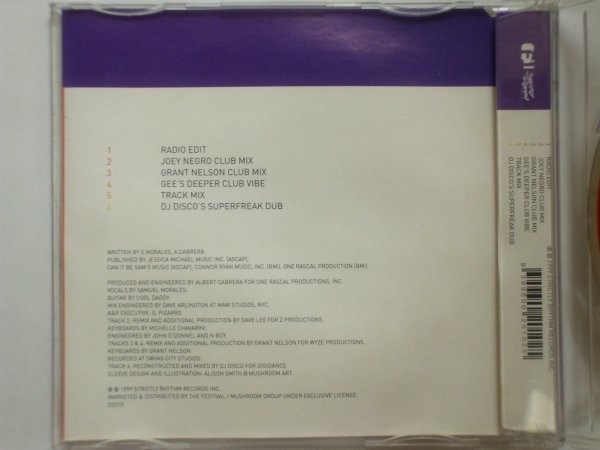 1 RADIO EDIT
2 JOEY NEGRO CLUB MIX
3 GRANT NELSON CLUB MIX
4 GEE'S DEEPER CLUB VIBE
5 TRACK MIX
6 DJ DISCO'S SUPERFREAK DUB
WRITTEN BY S.MORALES, A.CABRERA
PUBLISHED BY JESSICA MICHAEL MUSIC INC. (ASCAP),
CAN IT BE SAM'S MUSIC (ASCAP), CONNOR RYAN MUSIC, INC. (BMI), ONE RASCAL PRODUCTION (BMI)
PRODUCED AND ENGINEERED BY ALBERT CABRERA FOR ONE RASCAL PRODUCTIONS, INC.
VOCALS BY SAMUEL MORALES.
GUITAR BY COOL DADDY
MIX ENGINEERED BY DAVE DARLINGTON AT MAW STUDIOS, NYC.
A&R EXECUTIVE: G. PIZARRO
TRACK 2: REMIX AND ADDITIONAL PRODUCTION BY DAVE LEE FOR Z PRODUCTIONS.
KEYBOARDS BY MICHELLE CHIAVARINI.
ENGINEERED BY JOHN O'DONNEL AND N BOY.
TRACKS 3 & 4: REMIX AND ADDITIONAL PRODUCTION BY GRANT NELSON FOR WYZE PRODUCTIONS.
KEYBOARDS BY GRANT NELSON.
RECORDED AT SWING CITY STUDIOS.
TRACK 6: RECONSTRUCTED AND MIXED BY DJ DISCO FOR DIGIDANCE
SLEEVE DESIGN AND ILLUSTRATION: ALISON SMITH @ MUSHROOM ART
℗ © 1999 STRICTLY RHYTHM RECORDS INC.
MARKETED & DISTRIBUTED BY THE FESTIVAL / MUSHROOM GROUP UNDER EXCLUSIVE LICENSE.
1 RADIO EDIT
2 JOEY NEGRO CLUB MIX
3 GRANT NELSON CLUB MIX
4 GEE'S DEEPER CLUB VIBE
5 TRACK MIX
6 DJ DISCO'S SUPERFREAK DUB
℗ © 1999 STRICTLY RHYTHM RECORDS INC.